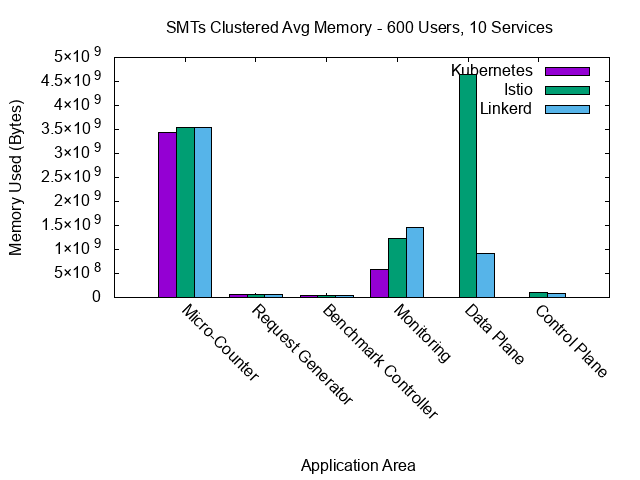 SMTs Clustered Avg Memory - 600 Users, 10 Services
Kubernetes
Istio
Linkerd
Memory Used (Bytes)
5×10⁹
4.5×10⁹
4×10⁹
3.5×10⁹
3×10⁹
2.5×10⁹
2×10⁹
1.5×10⁹
1×10⁹
5×10⁸
0
Micro-Counter
Request Generator
Benchmark Controller
Monitoring
Data Plane
Control Plane
Application Area